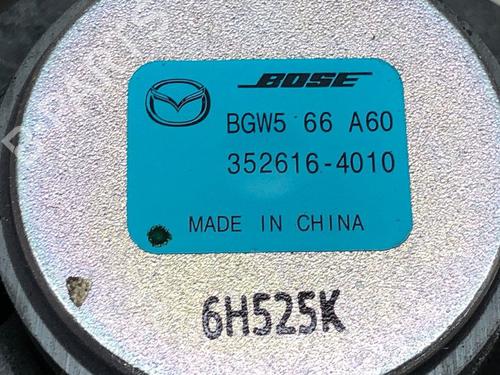 BOSE
BGW5 66 A60
352616-4010
MADE IN CHINA
6H525K